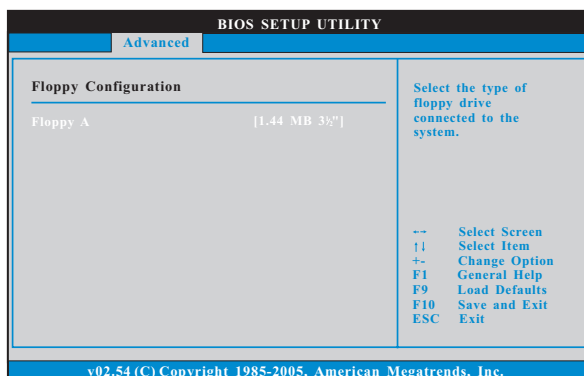 BIOS SETUP UTILITY
Advanced
Floppy Configuration
Floppy A [1.44 MB 3½"]
Select the type of
floppy drive
connected to the
system.
←→ Select Screen
↑↓ Select Item
+- Change Option
F1 General Help
F9 Load Defaults
F10 Save and Exit
ESC Exit
v02.54 (C) Copyright 1985-2005, American Megatrends, Inc.